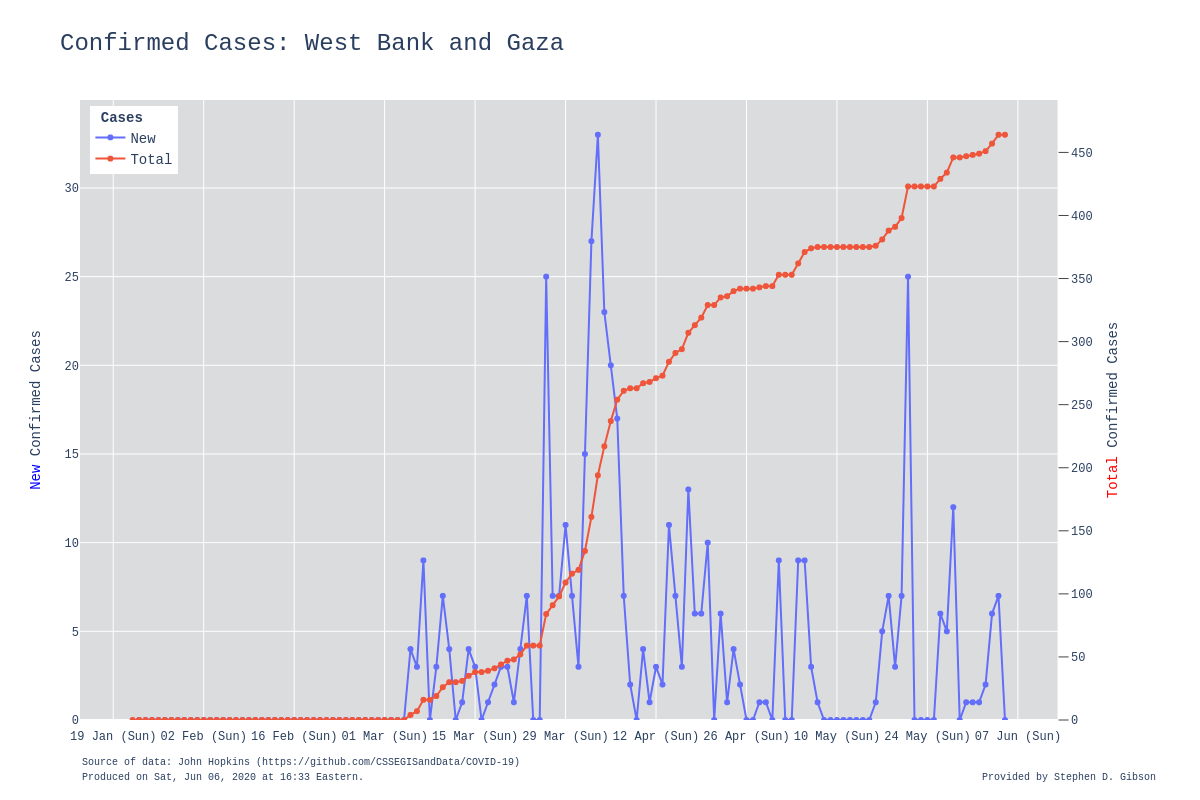 Confirmed Cases: West Bank and Gaza
Cases
New
Total
30
25
20
15
10
5
0
450
400
350
300
250
200
150
100
50
0
New Confirmed Cases
Total Confirmed Cases
19 Jan (Sun) 02 Feb (Sun) 16 Feb (Sun) 01 Mar (Sun) 15 Mar (Sun) 29 Mar (Sun) 12 Apr (Sun) 26 Apr (Sun) 10 May (Sun) 24 May (Sun) 07 Jun (Sun)
Source of data: John Hopkins (https://github.com/CSSEGISandData/COVID-19)
Produced on Sat, Jun 06, 2020 at 16:33 Eastern.
Provided by Stephen D. Gibson